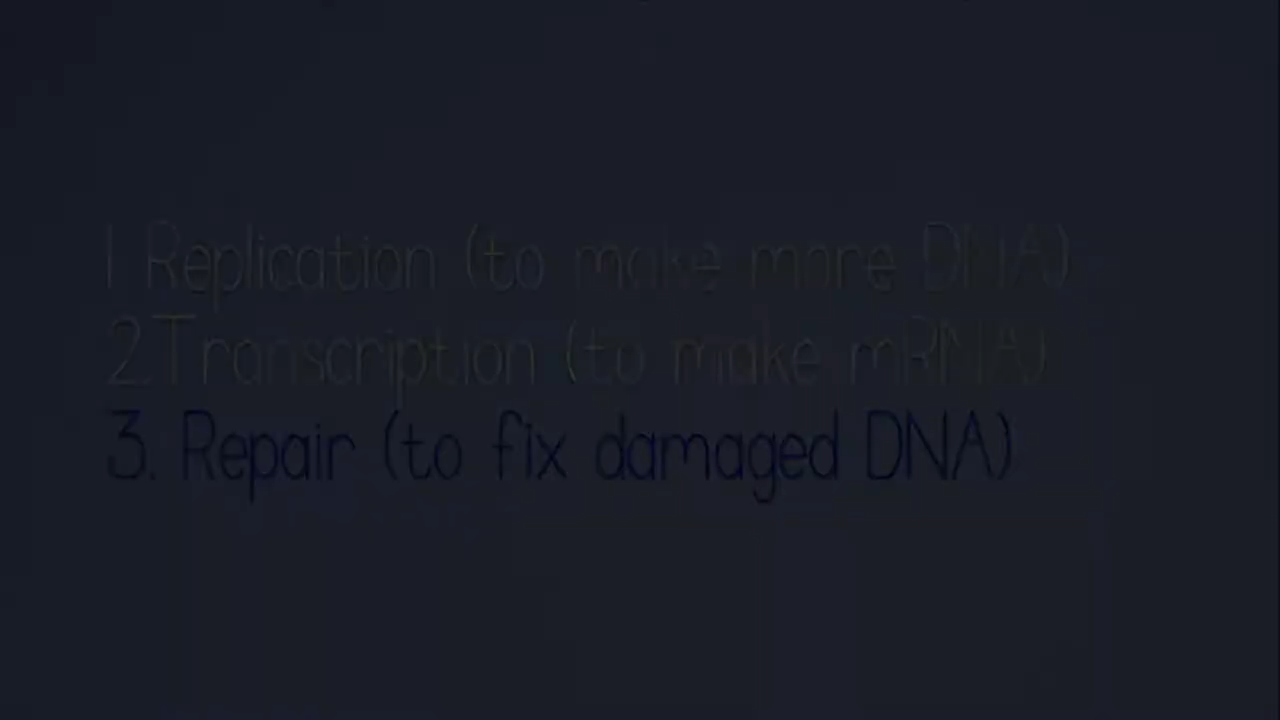 1 Replication (to make more DNA)
2.Transcription (to make mRNA)
3. Repair (to fix damaged DNA)